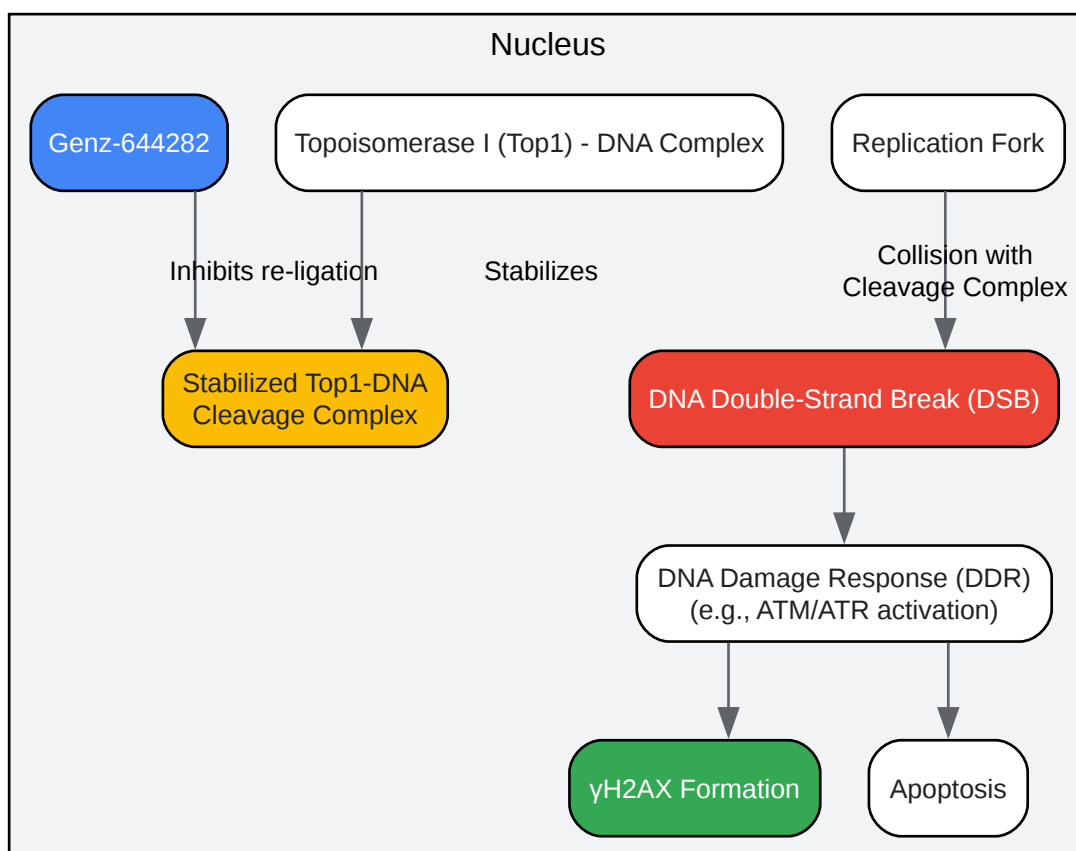 Nucleus
Genz-644282
Topoisomerase I (Top1) - DNA Complex
Replication Fork
Inhibits re-ligation
Stabilizes
Collision with
Cleavage Complex
Stabilized Top1-DNA
Cleavage Complex
DNA Double-Strand Break (DSB)
DNA Damage Response (DDR)
(e.g., ATM/ATR activation)
γH2AX Formation
Apoptosis